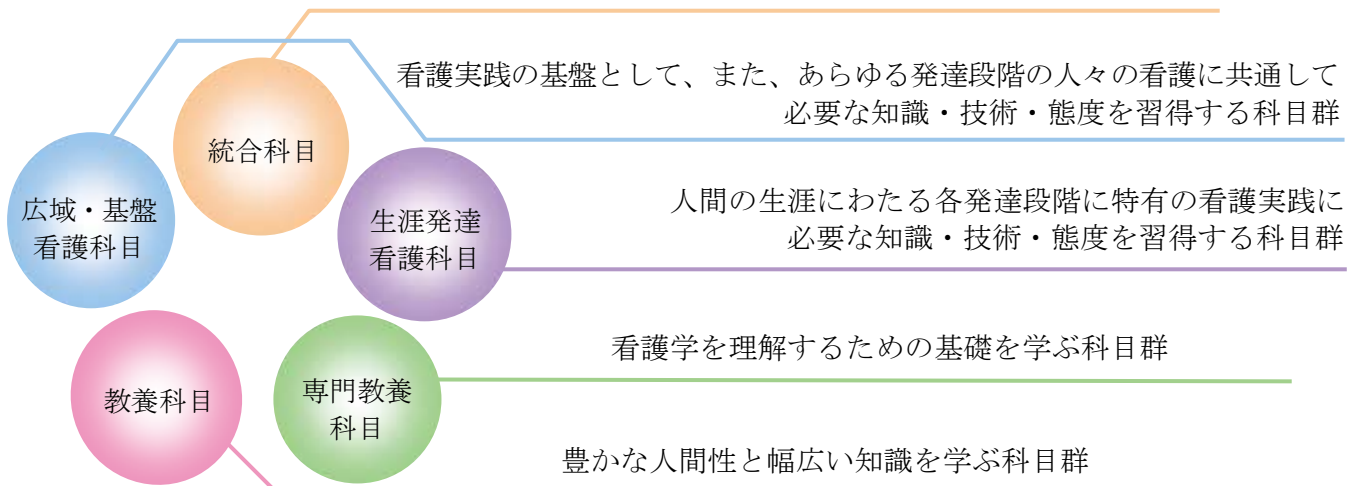 看護実践の基盤として、また、あらゆる発達段階の人々の看護に共通して
必要な知識・技術・態度を習得する科目群
統合科目
広域・基盤
看護科目
生涯発達
看護科目
人間の生涯にわたる各発達段階に特有の看護実践に
必要な知識・技術・態度を習得する科目群
看護学を理解するための基礎を学ぶ科目群
教養科目
専門教養
科目
豊かな人間性と幅広い知識を学ぶ科目群